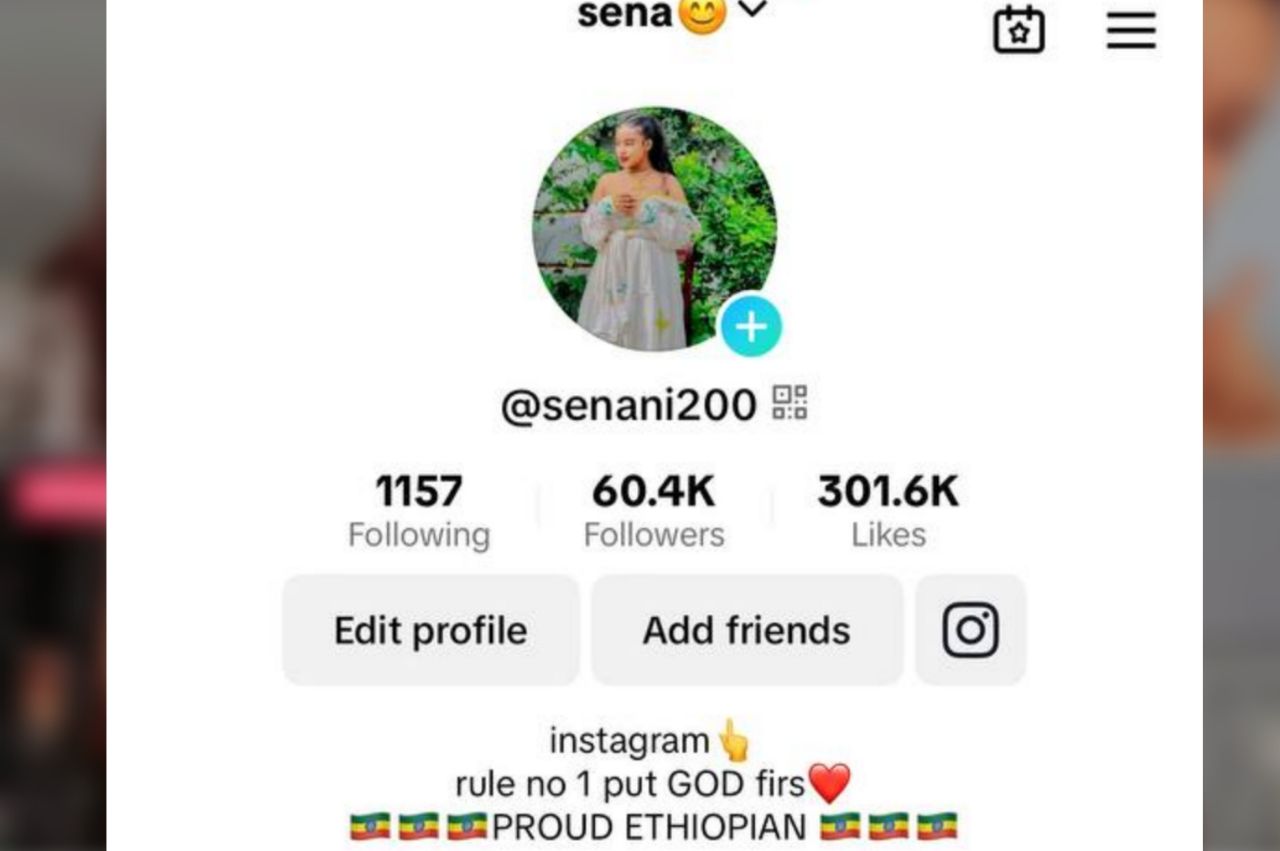 sena😊
@senani200
1157 60.4K 301.6K
Following Followers Likes
Edit profile Add friends
instagram👆
rule no 1 put GOD firs❤️
🇪🇹🇪🇹🇪🇹PROUD ETHIOPIAN 🇪🇹🇪🇹🇪🇹